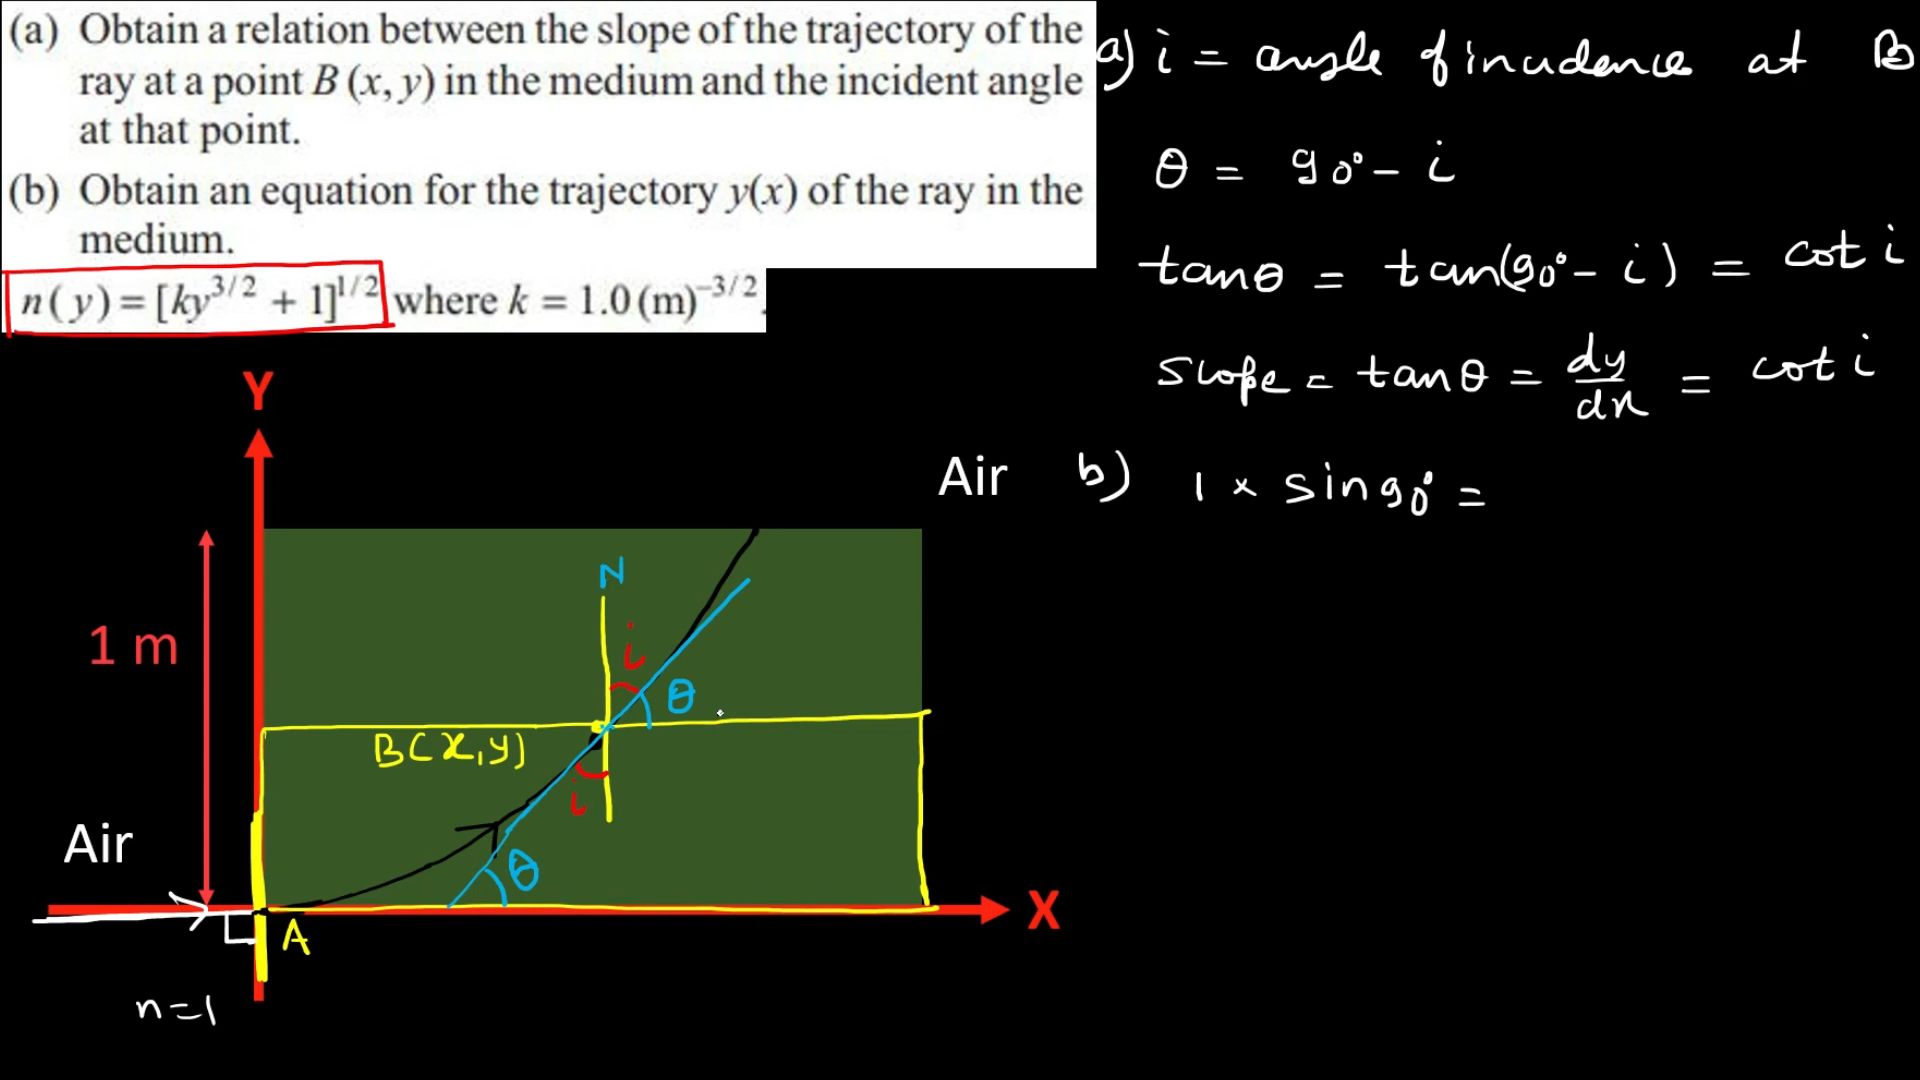 (a) Obtain a relation between the slope of the trajectory of the
ray at a point B (x, y) in the medium and the incident angle
at that point.
(b) Obtain an equation for the trajectory y(x) of the ray in the
medium.
n(y) = [ky^{3/2} + 1]^{1/2} where k = 1.0 (m)^{-3/2}.
a) i = angle of incidence at B
θ = 90° - i
tanθ = tan(90° - i) = cot i
slope = tanθ = dy/dx = cot i
b) 1 × sin90° =
Y
Air
N
1 m
i
θ
B(x,y)
i
Air
θ
X
A
n=1